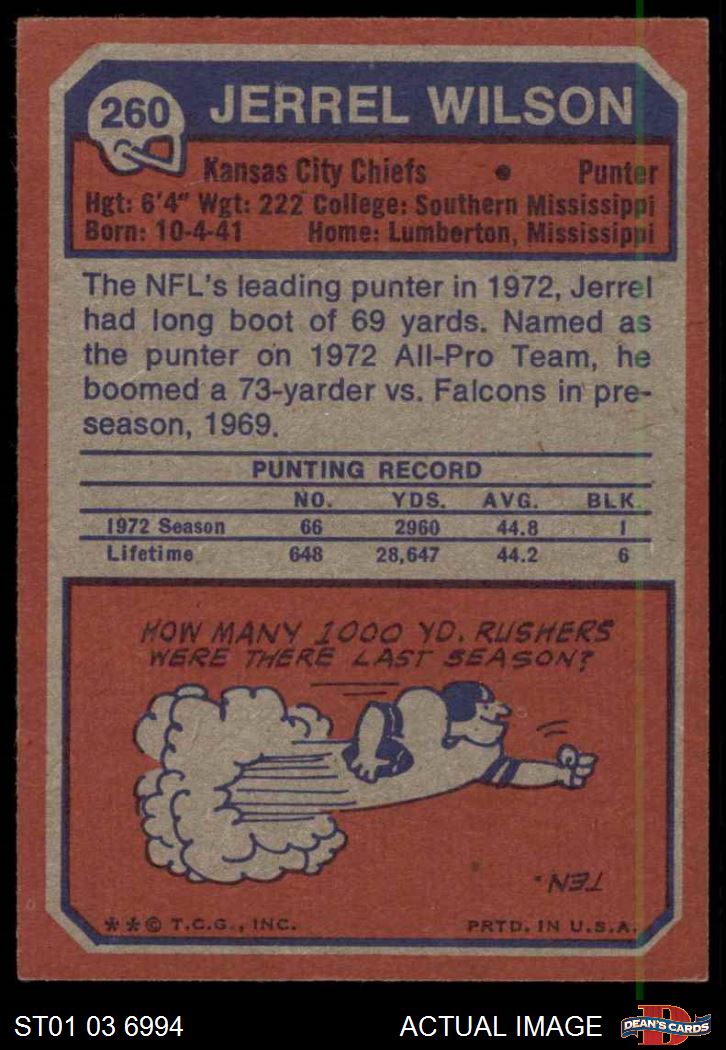 260 JERREL WILSON
Kansas City Chiefs • Punter
Hgt: 6'4" Wgt: 222 College: Southern Mississippi
Born: 10-4-41 Home: Lumberton, Mississippi
The NFL's leading punter in 1972, Jerrel
had long boot of 69 yards. Named as
the punter on 1972 All-Pro Team, he
boomed a 73-yarder vs. Falcons in pre-
season, 1969.
PUNTING RECORD
NO. YDS. AVG. BLK
1972 Season 66 2960 44.8 1
Lifetime 648 28,647 44.2 6
HOW MANY 1000 YD. RUSHERS
WERE THERE LAST SEASON?
TEN.
**© T.C.G., INC. PRTD. IN U.S.A.
ST01 03 6994 ACTUAL IMAGE D DEAN'S CARDS